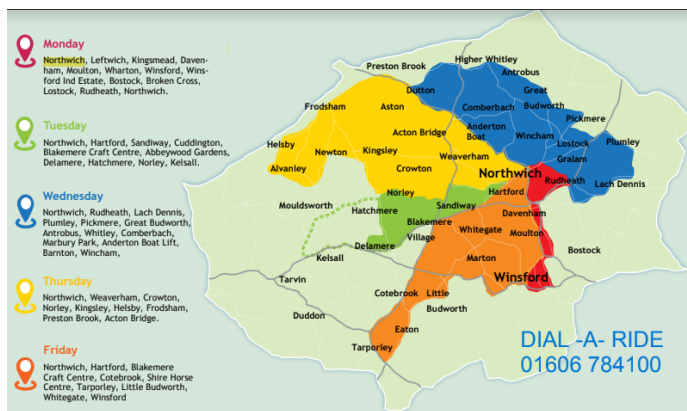 Monday
Northwich, Leftwich, Kingsmead, Daven-
ham, Moulton, Wharton, Winsford, Wins-
ford Ind Estate, Bostock, Broken Cross,
Lostock, Rudheath, Northwich.
Tuesday
Northwich, Hartford, Sandiway, Cuddington,
Blakemere Craft Centre, Abbeywood Gardens,
Delamere, Hatchmere, Norley, Kelsall.
Wednesday
Northwich, Rudheath, Lach Dennis,
Plumley, Pickmere, Great Budworth,
Antrobus, Whitley, Comberbach,
Marbury Park, Anderton Boat Lift,
Barnton, Wincham,
Thursday
Northwich, Weaverham, Crowton,
Norley, Kingsley, Helsby, Frodsham,
Preston Brook, Acton Bridge.
Friday
Northwich, Hartford, Blakemere
Craft Centre, Cotebrook, Shire Horse
Centre, Tarporley, Little Budworth,
Whitegate, Winsford
Higher Whitley
Preston Brook
Antrobus
Dutton
Great
Budworth
Frodsham
Aston
Comberbach
Pickmere
Acton Bridge
Anderton
Boat
Wincham
Lostock
Plumley
Helsby
Newton
Kingsley
Weaverham
Gralam
Alvanley
Crowton
Northwich
Rudheath
Lach Dennis
Norley
Hartford
Mouldsworth
Hatchmere
Sandiway
Davenham
Blakemere
Village
Whitegate
Moulton
Delamere
Bostock
Kelsall
Marton
Tarvin
Winsford
Cotebrook
Little
Budworth
Duddon
Eaton
Tarporley
DIAL -A- RIDE
01606 784100